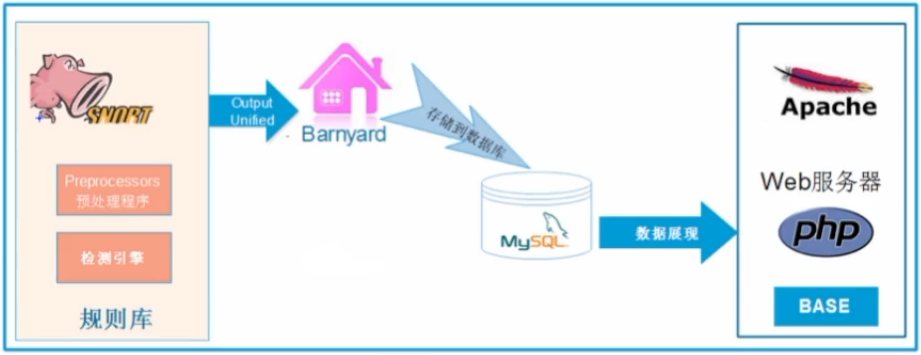 SNORT
Preprocessors
预处理程序
检测引擎
规则库
Output
Unified
Barnyard
存储到数据库
MySQL
数据展现
Apache
Web服务器
php
BASE